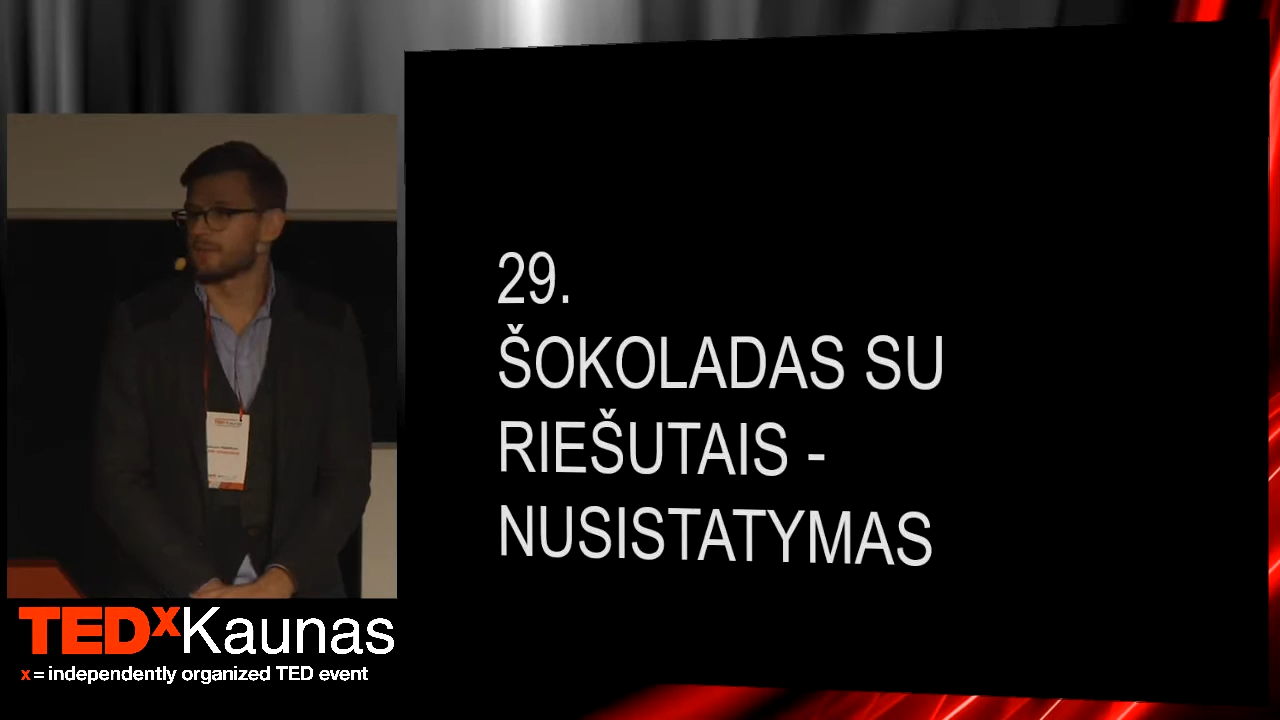 29.
ŠOKOLADAS SU
RIEŠUTAIS -
NUSISTATYMAS
TEDxKaunas
x = independently organized TED event